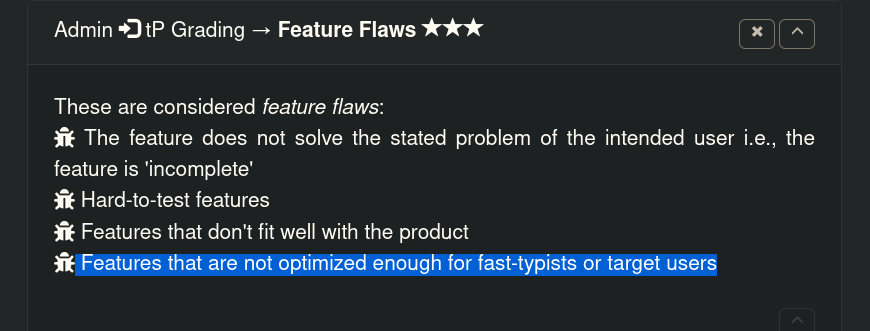 Admin tP Grading → Feature Flaws ★★★
These are considered feature flaws:
The feature does not solve the stated problem of the intended user i.e., the
feature is 'incomplete'
Hard-to-test features
Features that don't fit well with the product
Features that are not optimized enough for fast-typists or target users